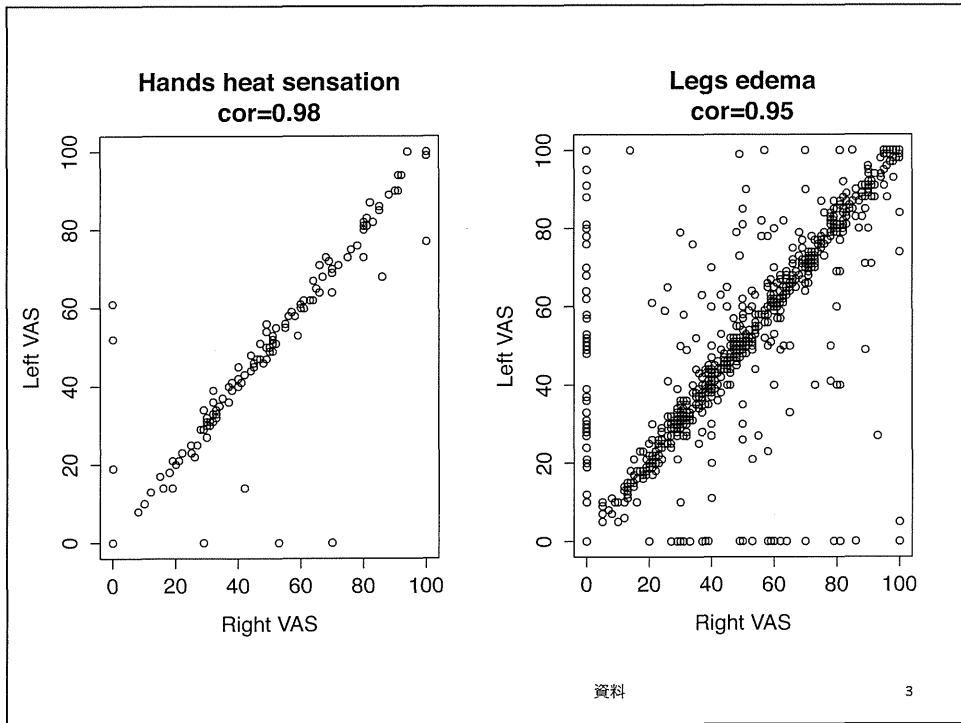 Hands heat sensation
cor=0.98
Left VAS
100
80
60
40
20
0
0 20 40 60 80 100
Right VAS
Legs edema
cor=0.95
Left VAS
100
80
60
40
20
0
0 20 40 60 80 100
Right VAS
資料 3